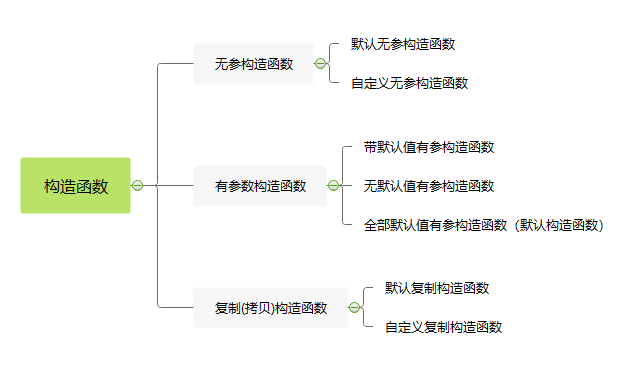 构造函数
无参构造函数
默认无参构造函数
自定义无参构造函数
有参数构造函数
带默认值有参构造函数
无默认值有参构造函数
全部默认值有参构造函数（默认构造函数）
复制(拷贝)构造函数
默认复制构造函数
自定义复制构造函数